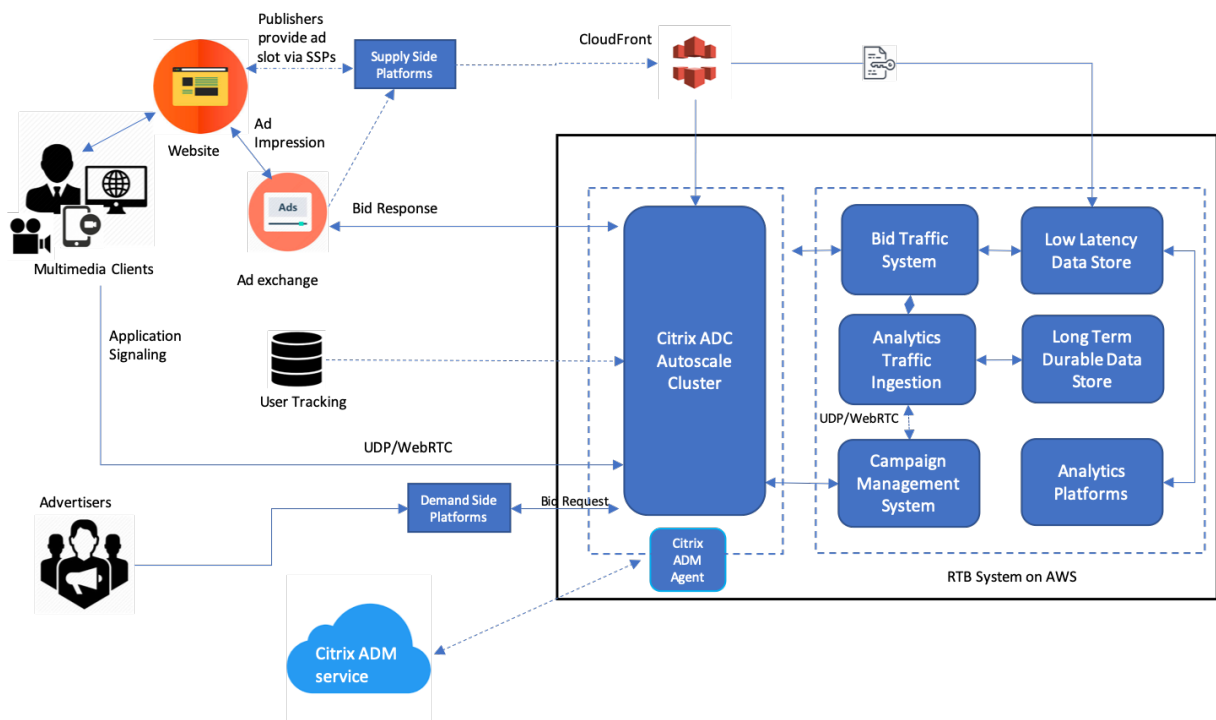 Publishers
provide ad
slot via SSPs
Supply Side
Platforms
CloudFront
Website
Ad
Impression
Ads
Bid Response
Multimedia Clients
Ad exchange
Bid Traffic
System
Low Latency
Data Store
Application
Signaling
Citrix ADC
Autoscale
Cluster
Analytics
Traffic
Ingestion
Long Term
Durable Data
Store
User Tracking
UDP/WebRTC
UDP/WebRTC
Campaign
Management
System
Analytics
Platforms
Advertisers
Demand Side
Platforms
Bid Request
Citrix
ADM
Agent
RTB System on AWS
Citrix ADM
service